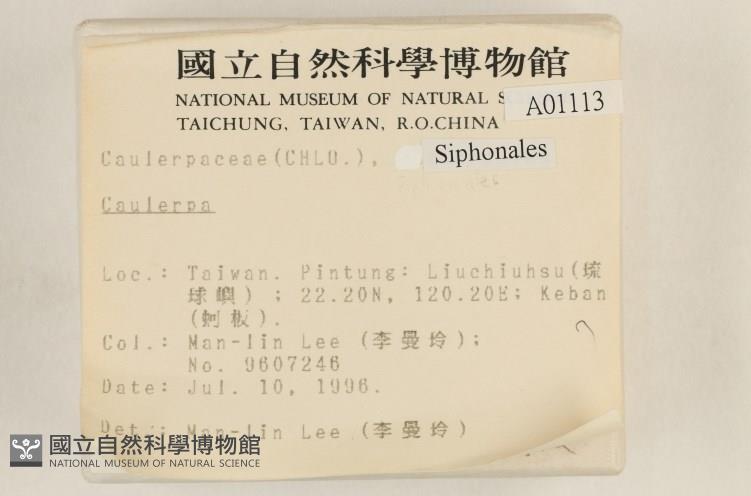 國立自然科學博物館
NATIONAL MUSEUM OF NATURAL S
A01113
TAICHUNG, TAIWAN, R.O.CHINA
Caulerpaceae(CHLO.),
Siphonales
Caulerpa
Loc.: Taiwan. Pintung: Liuchiuhsu(琉
球嶼) ; 22.20N, 120.20E; Keban
(蚵板).
Col.: Man-lin Lee (李曼玲);
No. 9607246
Date: Jul. 10, 1996.
Det.: Man-lin Lee (李曼玲)
國立自然科學博物館
NATIONAL MUSEUM OF NATURAL SCIENCE